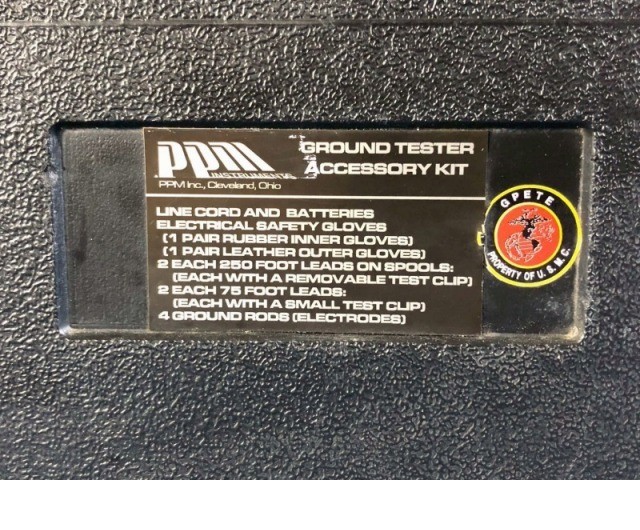 ppm
INSTRUMENTS
PPM Inc., Cleveland, Ohio
GROUND TESTER
ACCESSORY KIT
LINE CORD AND BATTERIES
ELECTRICAL SAFETY GLOVES
(1 PAIR RUBBER INNER GLOVES)
(1 PAIR LEATHER OUTER GLOVES)
2 EACH 250 FOOT LEADS ON SPOOLS:
(EACH WITH A REMOVABLE TEST CLIP)
2 EACH 75 FOOT LEADS:
(EACH WITH A SMALL TEST CLIP)
4 GROUND RODS (ELECTRODES)
GPETE
PROPERTY OF U.S.M.C.